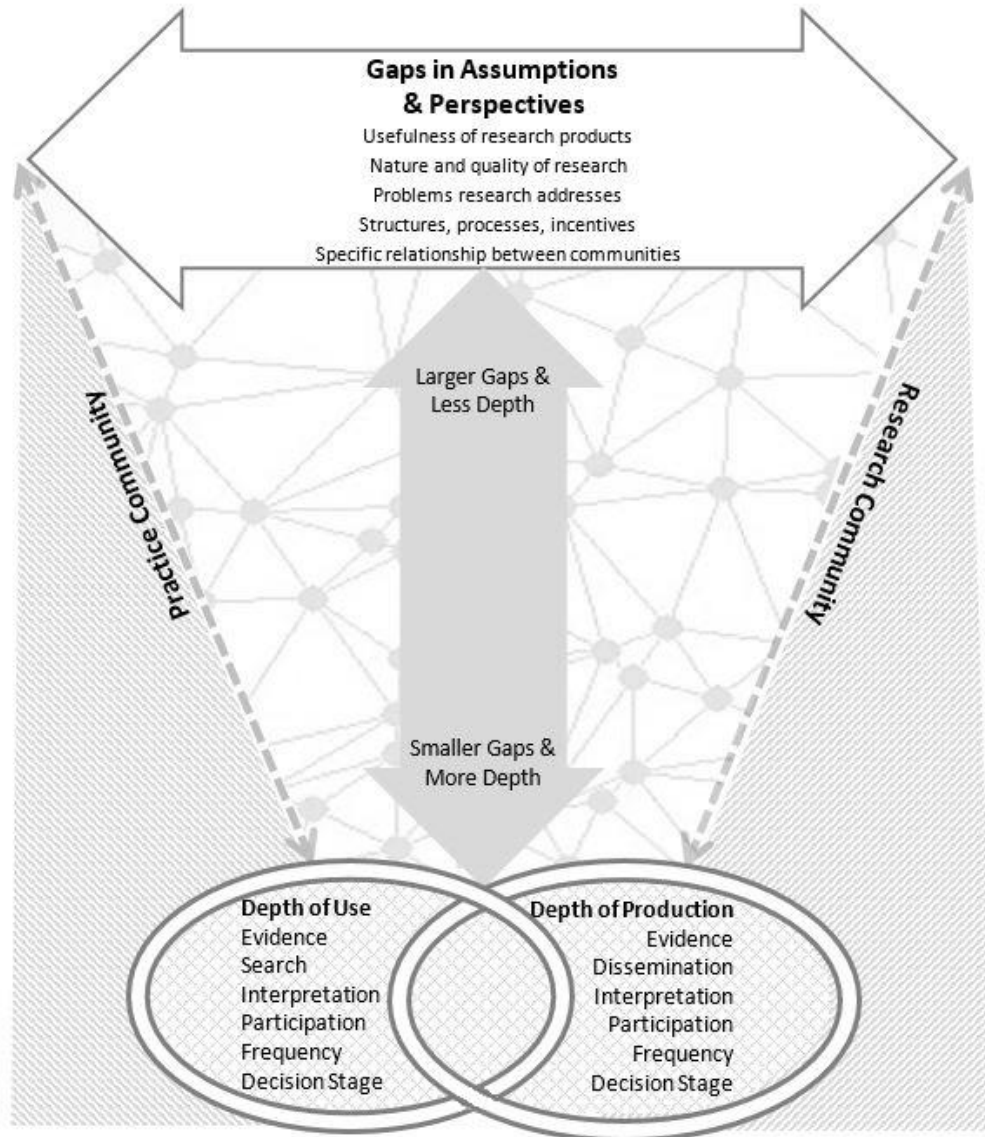 Gaps in Assumptions
& Perspectives
Usefulness of research products
Nature and quality of research
Problems research addresses
Structures, processes, incentives
Specific relationship between communities
Larger Gaps &
Less Depth
Practice Community
Research Community
Smaller Gaps &
More Depth
Depth of Use
Evidence
Search
Interpretation
Participation
Frequency
Decision Stage
Depth of Production
Evidence
Dissemination
Interpretation
Participation
Frequency
Decision Stage